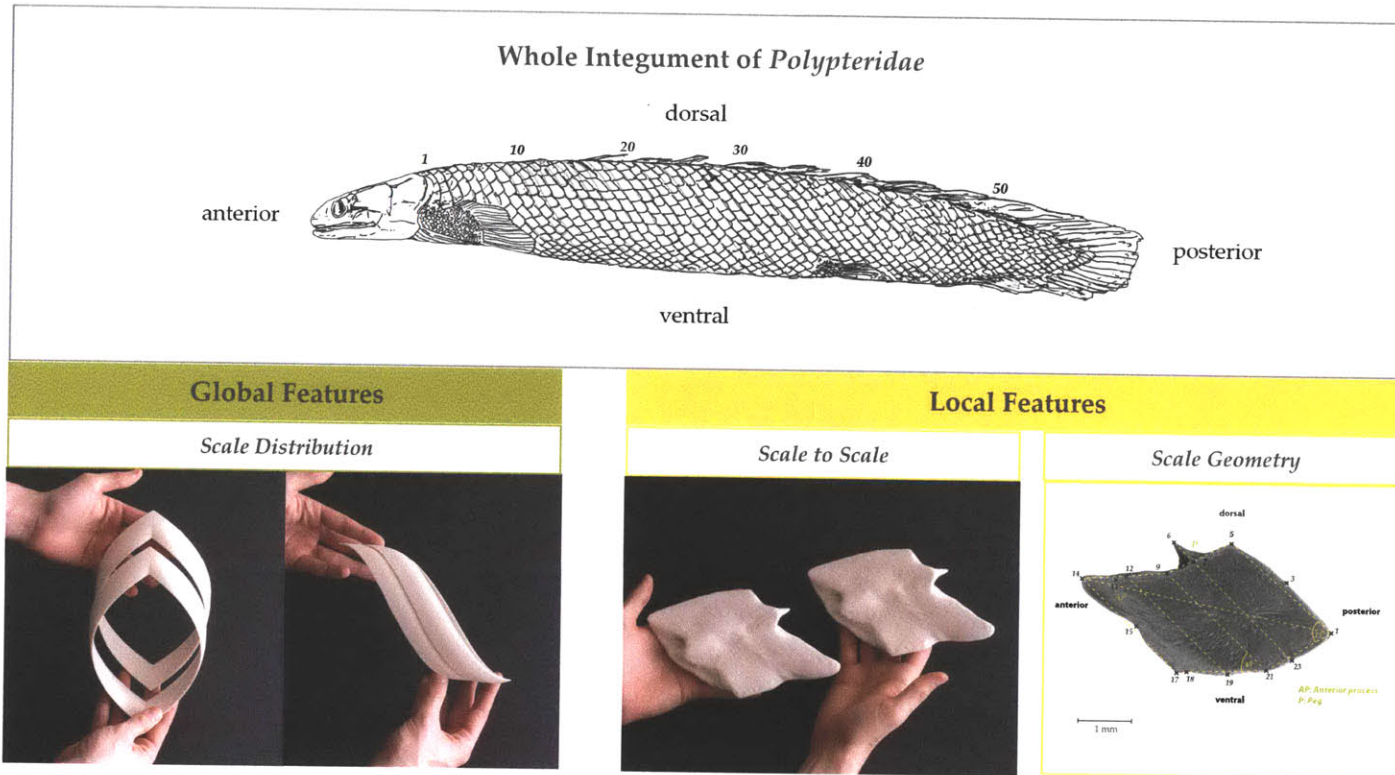 Whole Integument of Polypteridae
dorsal
1 10 20 30 40 50
anterior
posterior
ventral
Global Features
Local Features
Scale Distribution
Scale to Scale
Scale Geometry
dorsal
6 P 5
14 12 9 3
anterior posterior
15 1
23
17 18 19 21
ventral
AP: Anterior process
P: Peg
1 mm